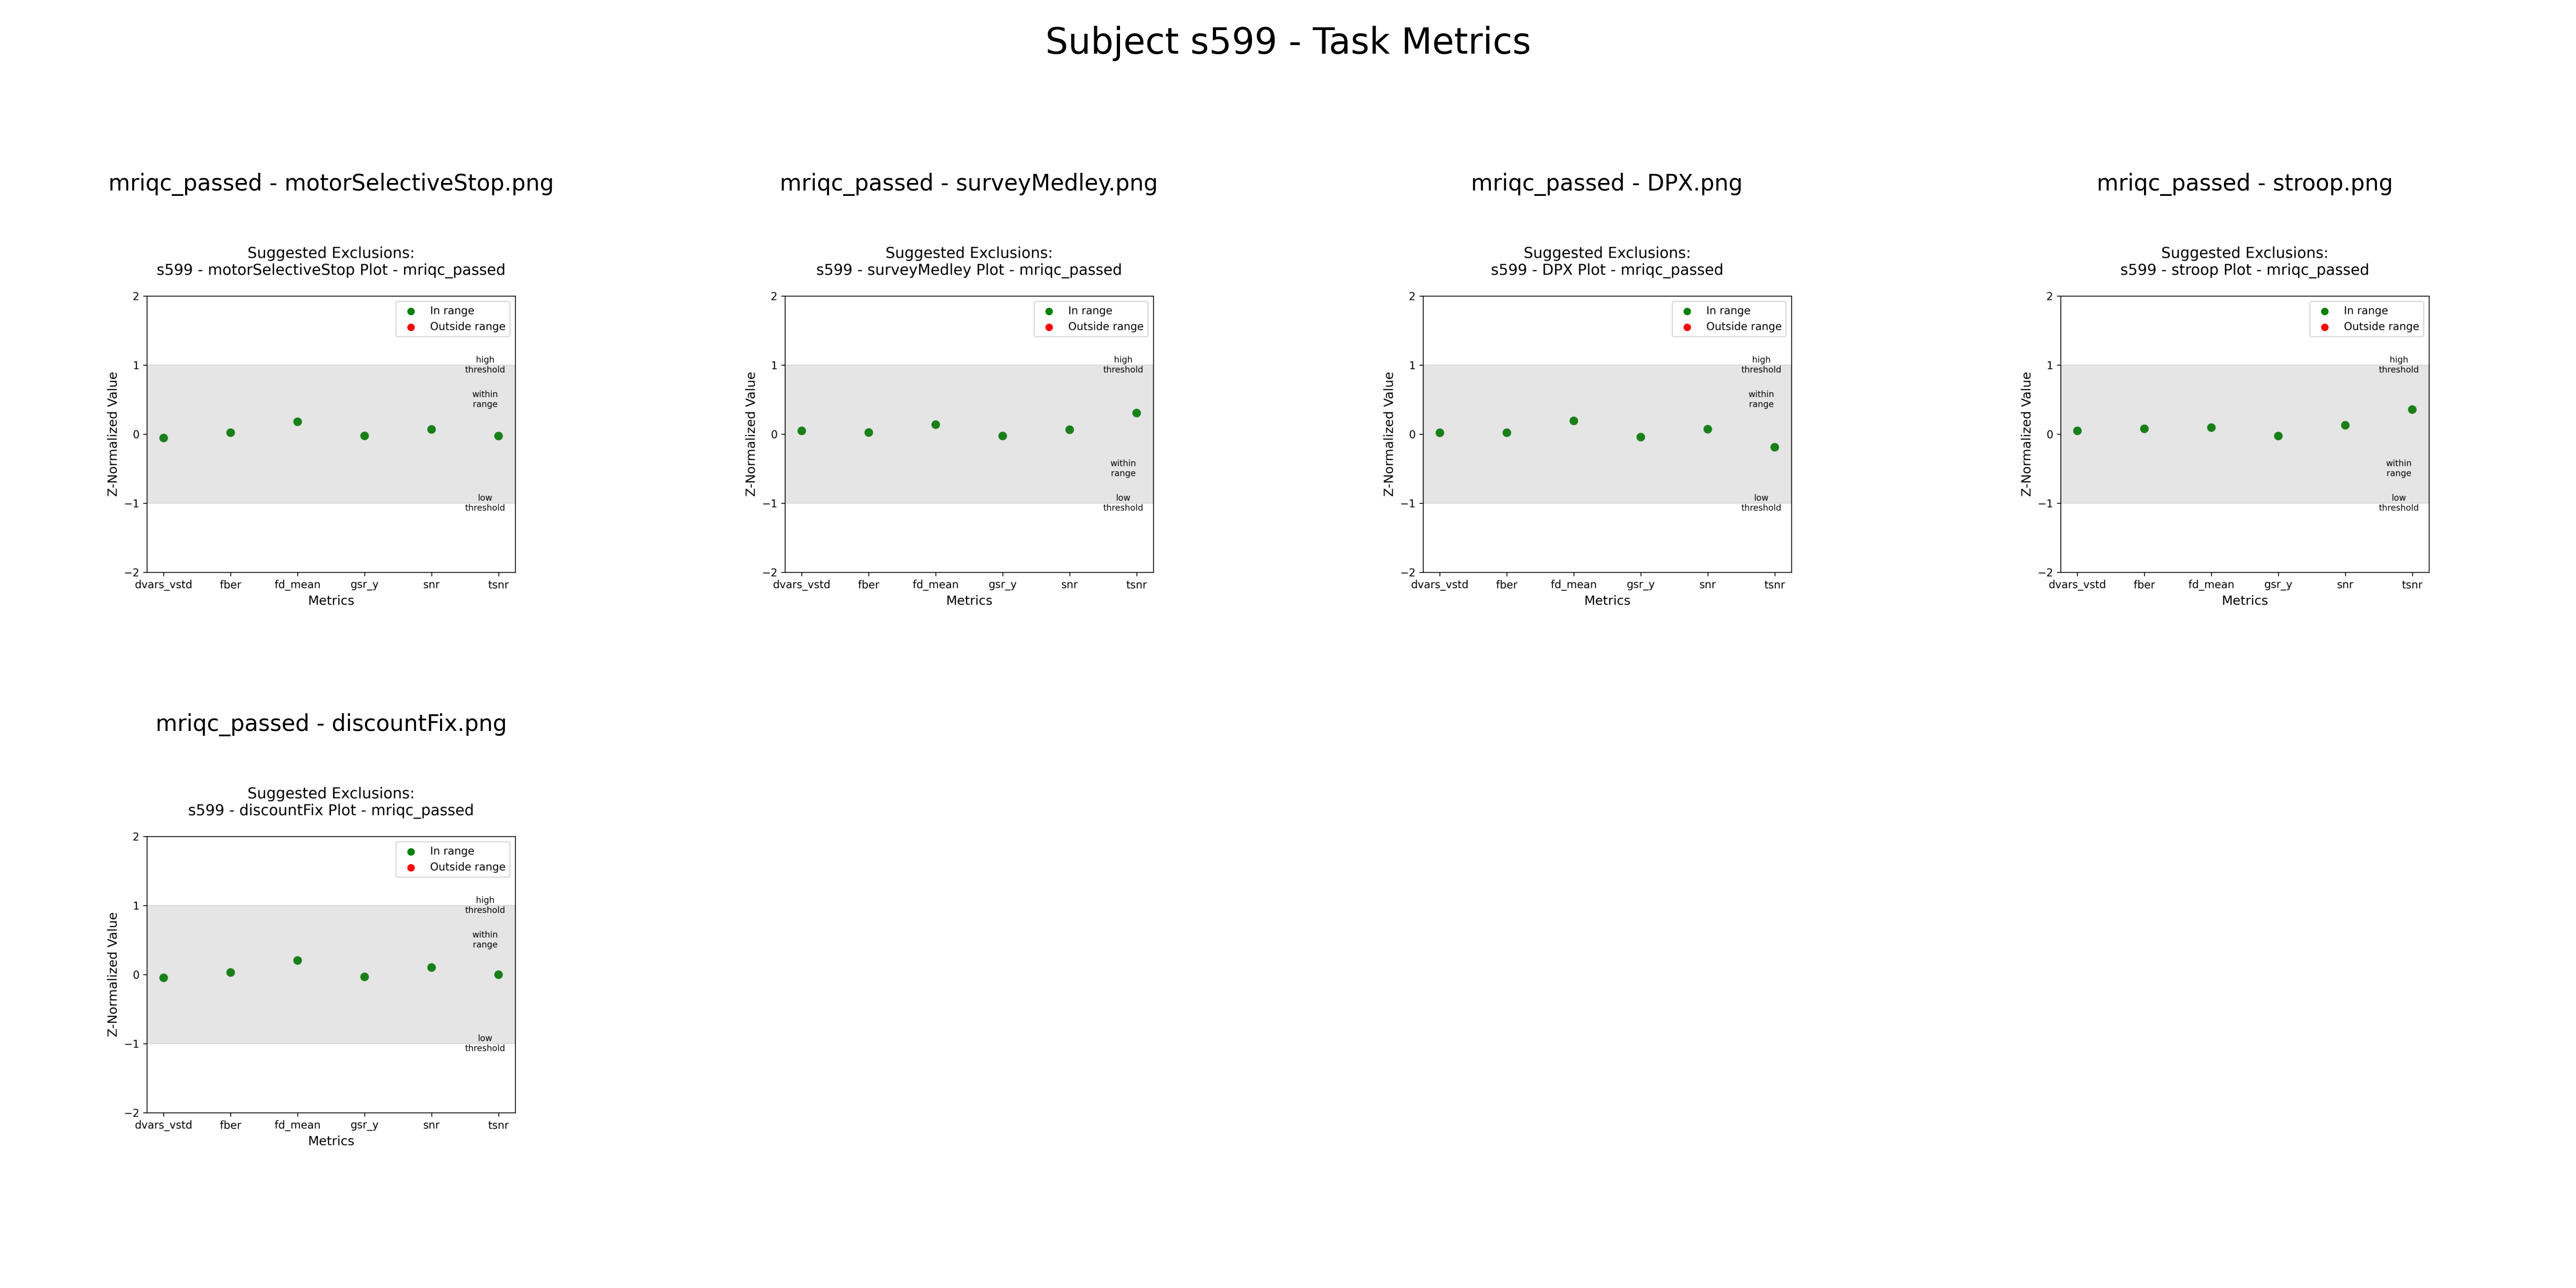 Subject s599 - Task Metrics
mriqc_passed - motorSelectiveStop.png
Suggested Exclusions:
s599 - motorSelectiveStop Plot - mriqc_passed
In range
Outside range
high
threshold
within
range
low
threshold
2
1
0
−1
−2
Z-Normalized Value
dvars_vstd fber fd_mean gsr_y snr tsnr
Metrics
mriqc_passed - surveyMedley.png
Suggested Exclusions:
s599 - surveyMedley Plot - mriqc_passed
In range
Outside range
high
threshold
within
range
low
threshold
2
1
0
−1
−2
Z-Normalized Value
dvars_vstd fber fd_mean gsr_y snr tsnr
Metrics
mriqc_passed - DPX.png
Suggested Exclusions:
s599 - DPX Plot - mriqc_passed
In range
Outside range
high
threshold
within
range
low
threshold
2
1
0
−1
−2
Z-Normalized Value
dvars_vstd fber fd_mean gsr_y snr tsnr
Metrics
mriqc_passed - stroop.png
Suggested Exclusions:
s599 - stroop Plot - mriqc_passed
In range
Outside range
high
threshold
within
range
low
threshold
2
1
0
−1
−2
Z-Normalized Value
dvars_vstd fber fd_mean gsr_y snr tsnr
Metrics
mriqc_passed - discountFix.png
Suggested Exclusions:
s599 - discountFix Plot - mriqc_passed
In range
Outside range
high
threshold
within
range
low
threshold
2
1
0
−1
−2
Z-Normalized Value
dvars_vstd fber fd_mean gsr_y snr tsnr
Metrics